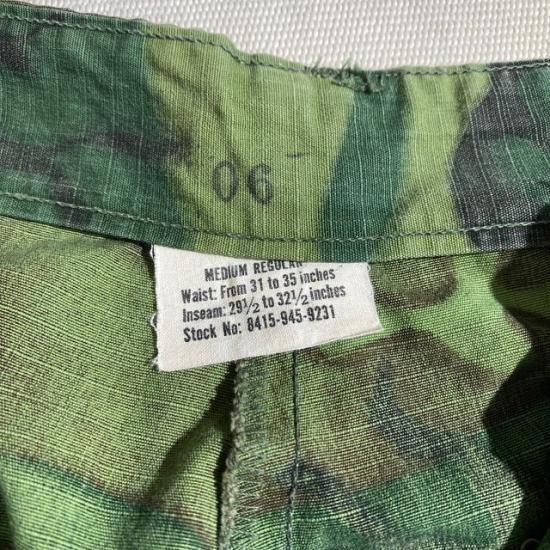 06
MEDIUM REGULAR
Waist: From 31 to 35 inches
Inseam: 29½ to 32½ inches
Stock No: 8415-945-9231